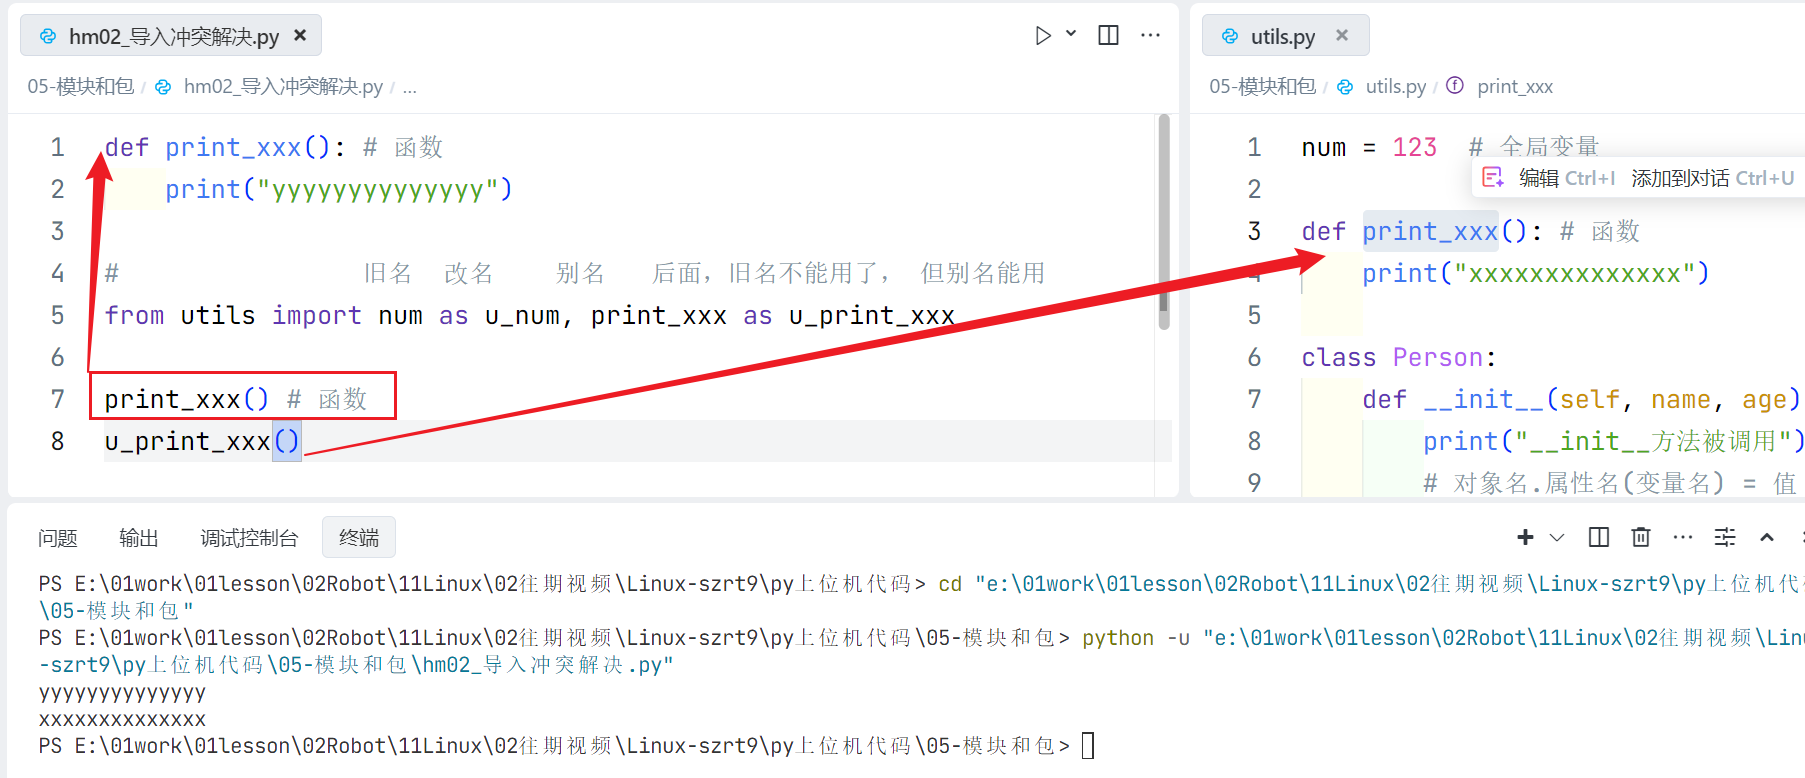 hm02_导入冲突解决.py
05-模块和包 / hm02_导入冲突解决.py / ...
1 def print_xxx(): # 函数
2 print("yyyyyyyyyyyyyy")
3
4 # 旧名 改名 别名 后面，旧名不能用了， 但别名能用
5 from utils import num as u_num, print_xxx as u_print_xxx
6
7 print_xxx() # 函数
8 u_print_xxx()
utils.py
05-模块和包 / utils.py / print_xxx
1 num = 123 # 全局变量
编辑 Ctrl+I 添加到对话 Ctrl+U
2
3 def print_xxx(): # 函数
4 print("xxxxxxxxxxxxxx")
5
6 class Person:
7 def __init__(self, name, age)
8 print("__init__方法被调用")
9 # 对象名.属性名(变量名) = 值
问题 输出 调试控制台 终端
PS E:\01work\01lesson\02Robot\11Linux\02往期视频\Linux-szrt9\py上位机代码> cd "e:\01work\01lesson\02Robot\11Linux\02往期视频\Linux-szrt9\py上位机代
\05-模块和包"
PS E:\01work\01lesson\02Robot\11Linux\02往期视频\Linux-szrt9\py上位机代码\05-模块和包> python -u "e:\01work\01lesson\02Robot\11Linux\02往期视频\Linu
-szrt9\py上位机代码\05-模块和包\hm02_导入冲突解决.py"
yyyyyyyyyyyyyy
xxxxxxxxxxxxxx
PS E:\01work\01lesson\02Robot\11Linux\02往期视频\Linux-szrt9\py上位机代码\05-模块和包>